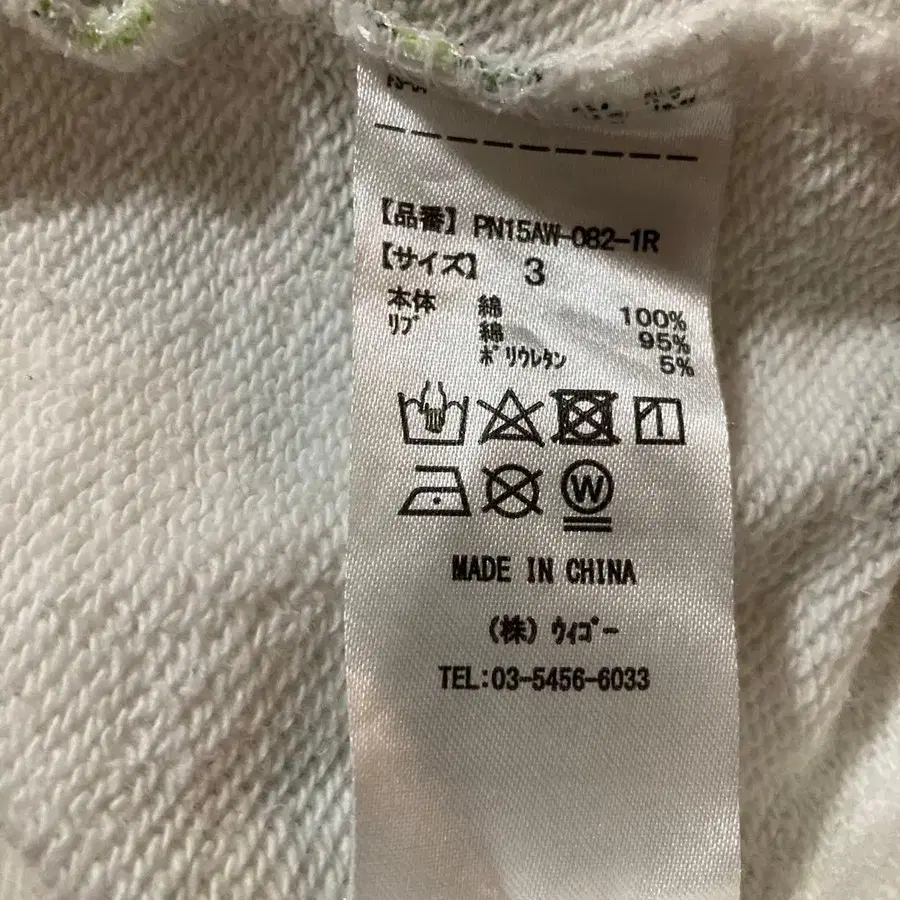 【品番】 PN15AW-082-1R
【サイズ】 3
本体 綿 100%
リブ 綿 95%
ポリウレタン 5%
W
MADE IN CHINA
(株) ウィゴー
TEL:03-5456-6033